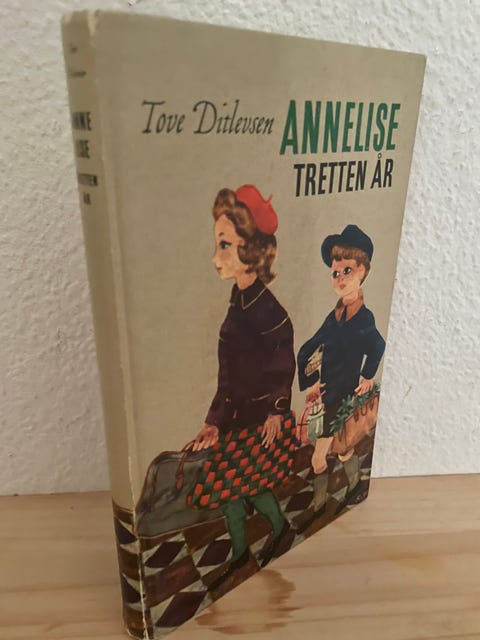 Tove Ditlevsen ANNELISE
TRETTEN ÅR
ANNE
LISE
TRETTEN
ÅR